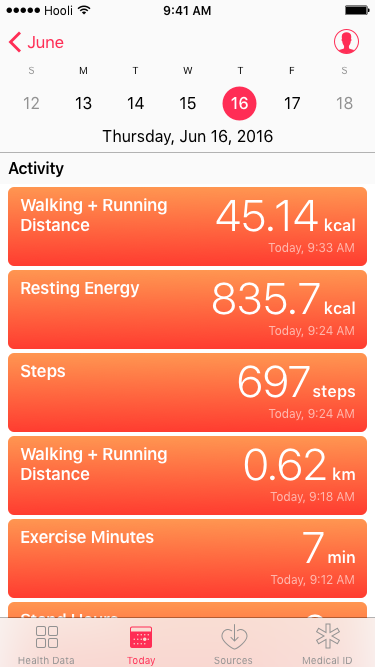 Hooli 9:41 AM
June
S M T W T F S
12 13 14 15 16 17 18
Thursday, Jun 16, 2016
Activity
Walking + Running
Distance
45.14 kcal
Today, 9:33 AM
Resting Energy
835.7 kcal
Today, 9:24 AM
Steps
697 steps
Today, 9:24 AM
Walking + Running
Distance
0.62 km
Today, 9:18 AM
Exercise Minutes
7 min
Today, 9:12 AM
Stand Hours
Health Data Today Sources Medical ID